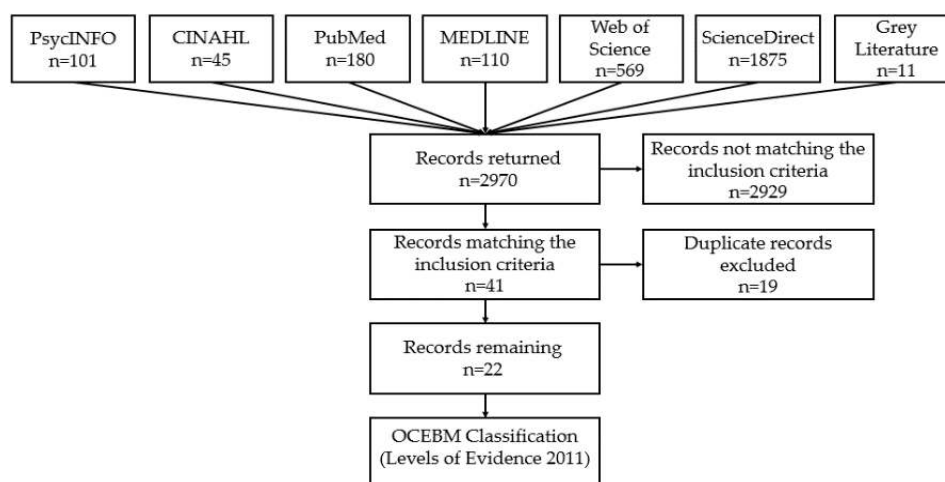 PsycINFO
n=101
CINAHL
n=45
PubMed
n=180
MEDLINE
n=110
Web of
Science
n=569
ScienceDirect
n=1875
Grey
Literature
n=11
Records returned
n=2970
Records not matching the
inclusion criteria
n=2929
Records matching the
inclusion criteria
n=41
Duplicate records
excluded
n=19
Records remaining
n=22
OCEBM Classification
(Levels of Evidence 2011)